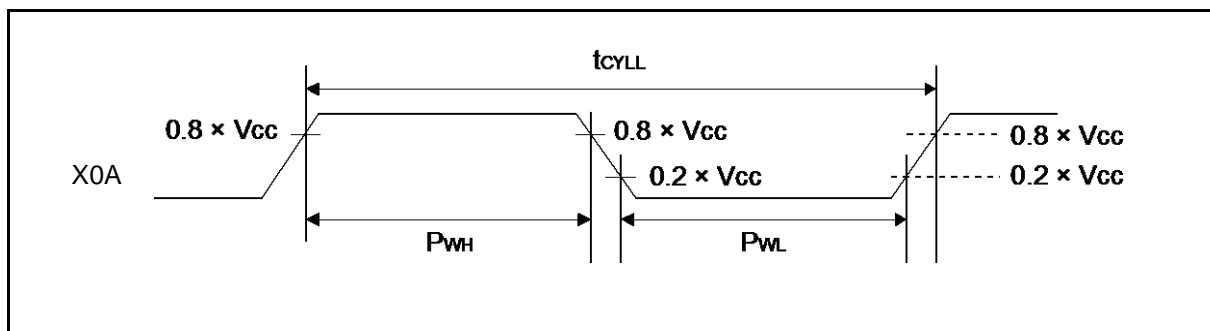 tCYLL
0.8 × Vcc 0.8 × Vcc 0.8 × Vcc
X0A 0.2 × Vcc 0.2 × Vcc
PWH PWL